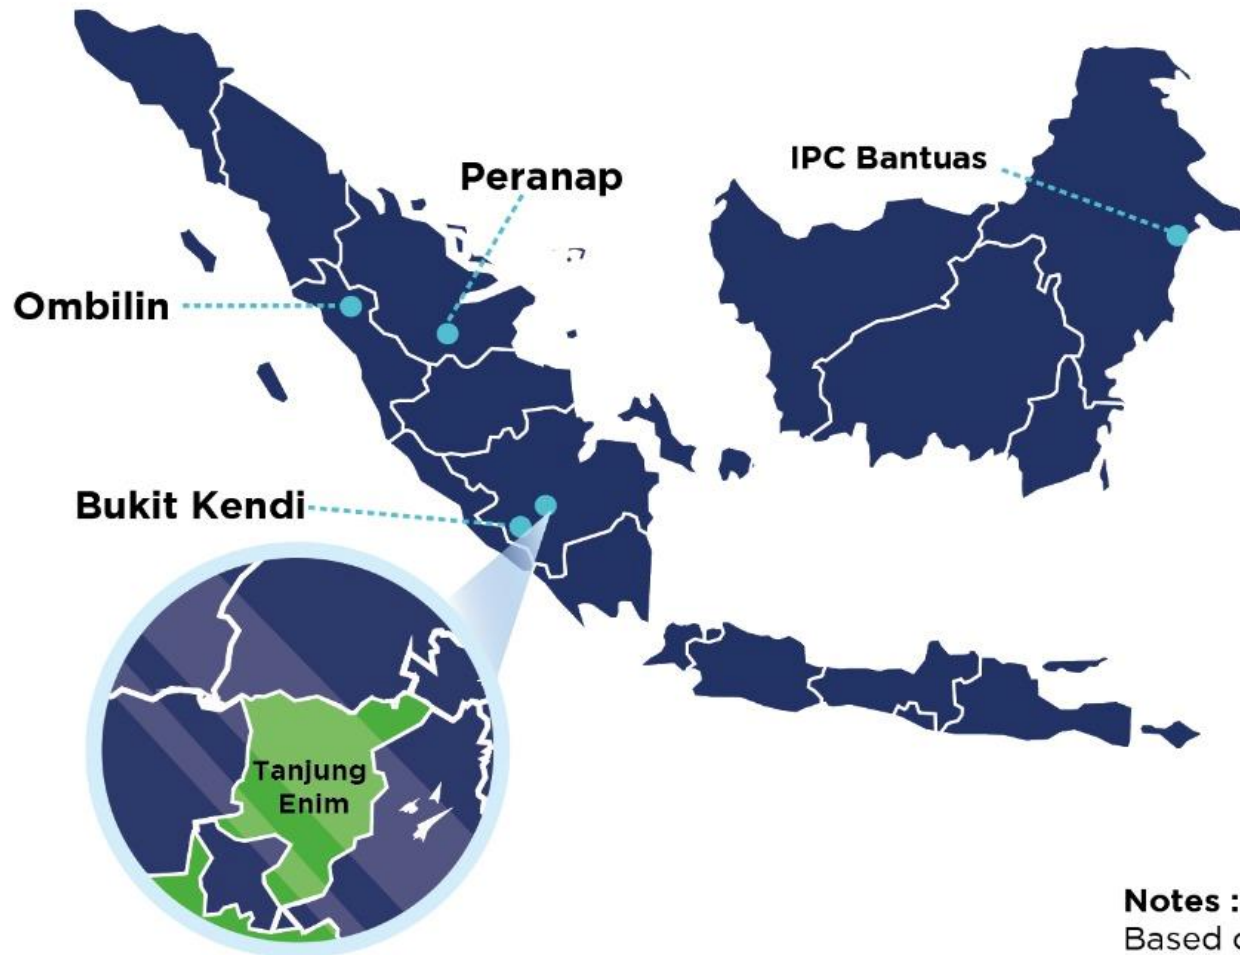 IPC Bantuas
Peranap
Ombilin
Bukit Kendi
Tanjung
Enim
Notes :
Based